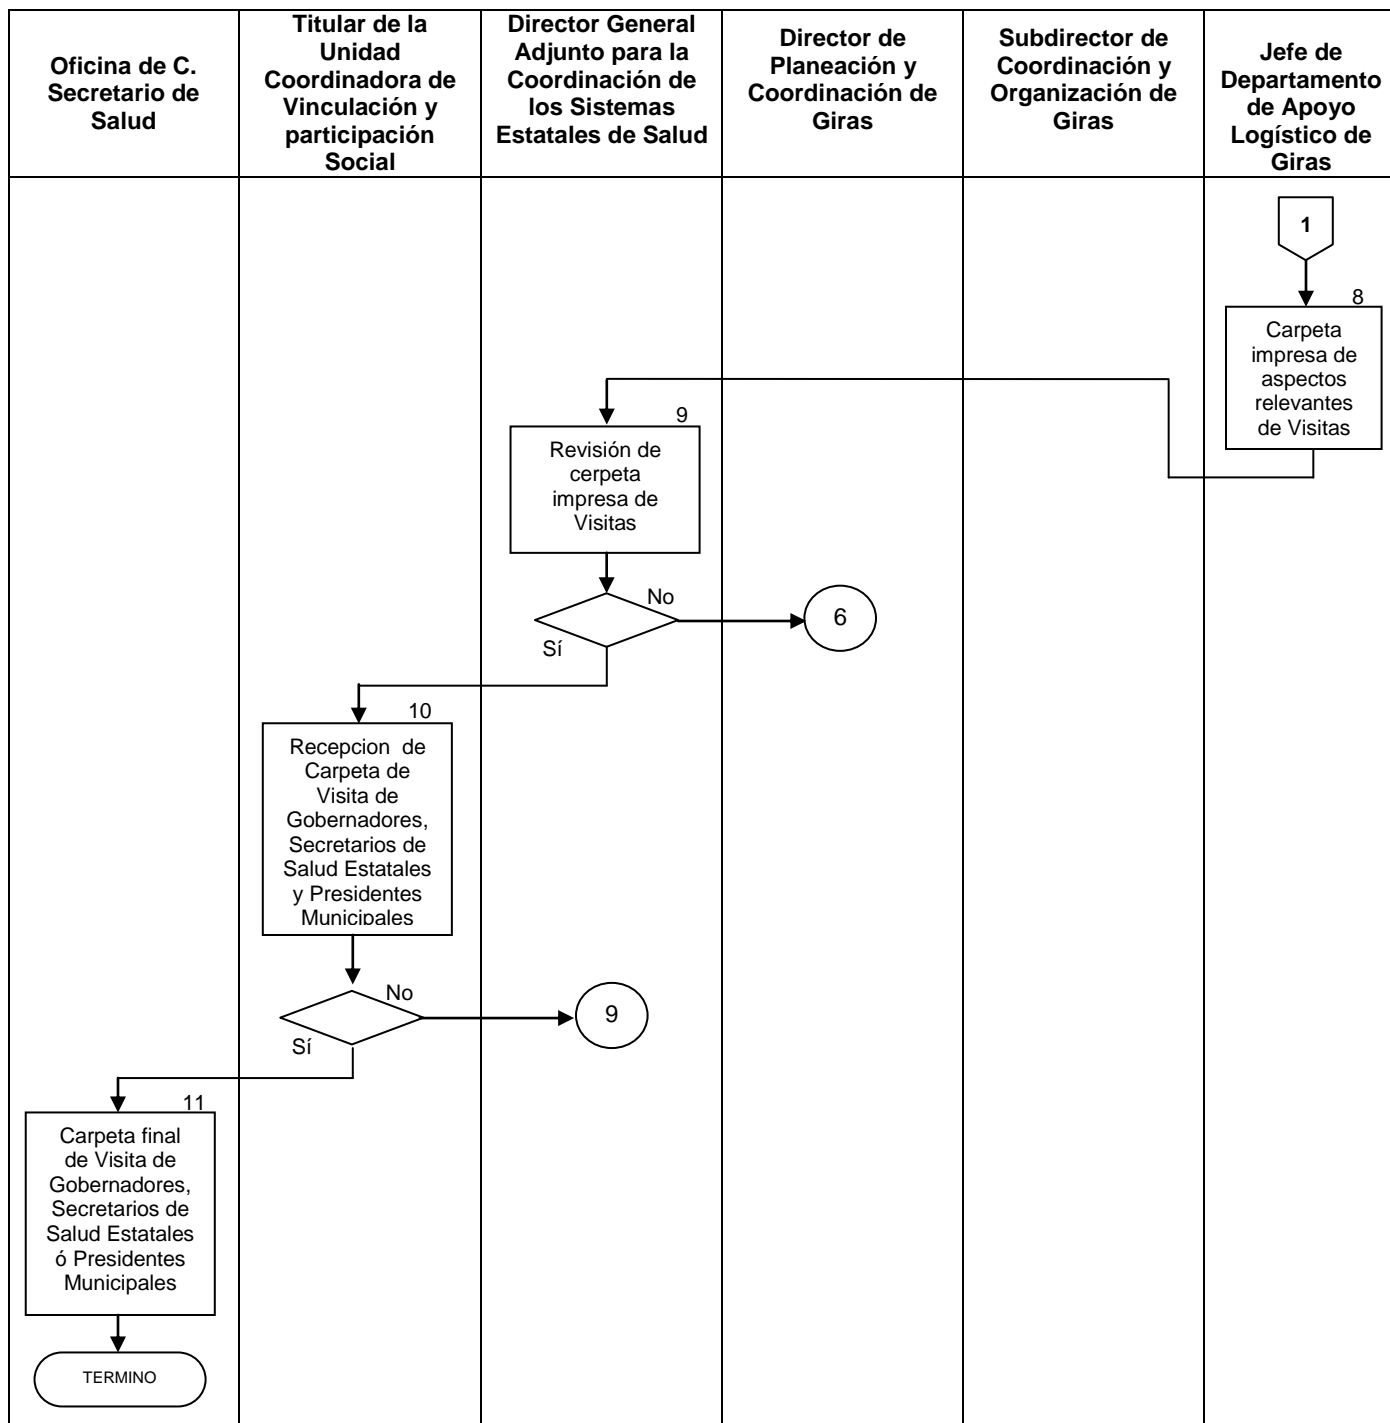 Oficina de C.
Secretario de
Salud
Titular de la
Unidad
Coordinadora de
Vinculación y
participación
Social
Director General
Adjunto para la
Coordinación de
los Sistemas
Estatales de Salud
Director de
Planeación y
Coordinación de
Giras
Subdirector de
Coordinación y
Organización de
Giras
Jefe de
Departamento
de Apoyo
Logístico de
Giras
1
8
Carpeta
impresa de
aspectos
relevantes
de Visitas
9
Revisión de
cerpeta
impresa de
Visitas
No
6
Sí
10
Recepcion de
Carpeta de
Visita de
Gobernadores,
Secretarios de
Salud Estatales
y Presidentes
Municipales
No
9
Sí
11
Carpeta final
de Visita de
Gobernadores,
Secretarios de
Salud Estatales
ó Presidentes
Municipales
TERMINO